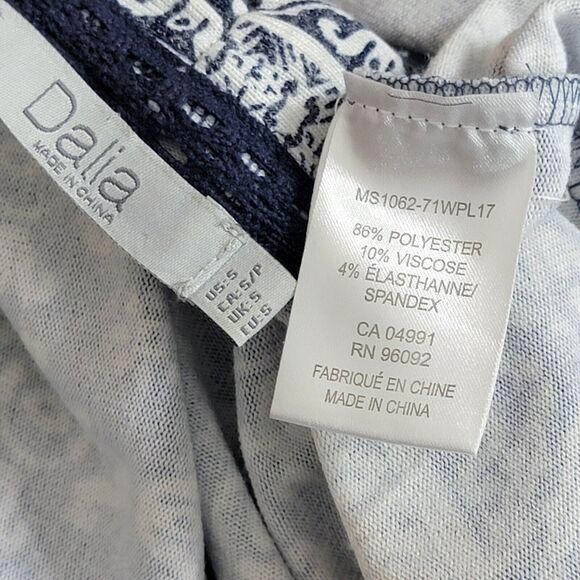 Dalia
MADE IN CHINA
US:S
CA:S/P
UK:S
EU:S
MS1062-71WPL17
86% POLYESTER
10% VISCOSE
4% ÉLASTHANNE/
SPANDEX
CA 04991
RN 96092
FABRIQUÉ EN CHINE
MADE IN CHINA